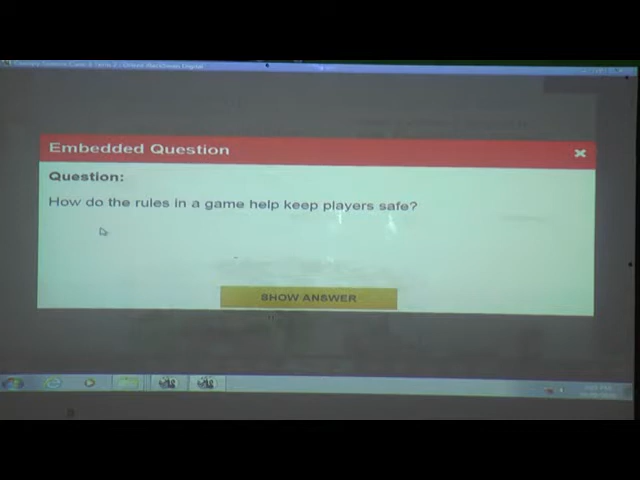 Embedded Question
Question:
How do the rules in a game help keep players safe?
SHOW ANSWER